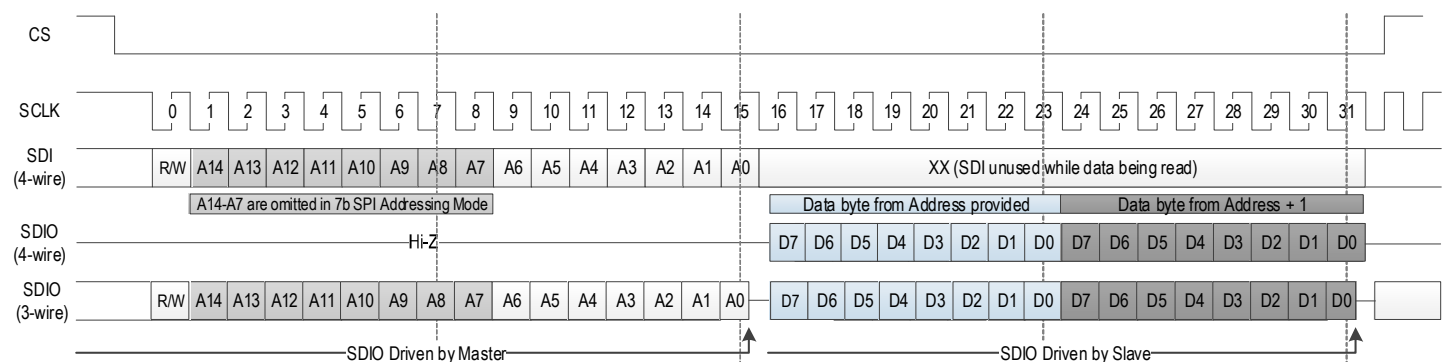 CS
SCLK 0 1 2 3 4 5 6 7 8 9 10 11 12 13 14 15 16 17 18 19 20 21 22 23 24 25 26 27 28 29 30 31
SDI
(4-wire)
R/W A14 A13 A12 A11 A10 A9 A8 A7 A6 A5 A4 A3 A2 A1 A0 XX (SDI unused while data being read)
A14-A7 are omitted in 7b SPI Addressing Mode Data byte from Address provided Data byte from Address + 1
SDIO
(4-wire)
Hi-Z D7 D6 D5 D4 D3 D2 D1 D0 D7 D6 D5 D4 D3 D2 D1 D0
SDIO
(3-wire)
R/W A14 A13 A12 A11 A10 A9 A8 A7 A6 A5 A4 A3 A2 A1 A0 D7 D6 D5 D4 D3 D2 D1 D0 D7 D6 D5 D4 D3 D2 D1 D0
SDIO Driven by Master SDIO Driven by Slave